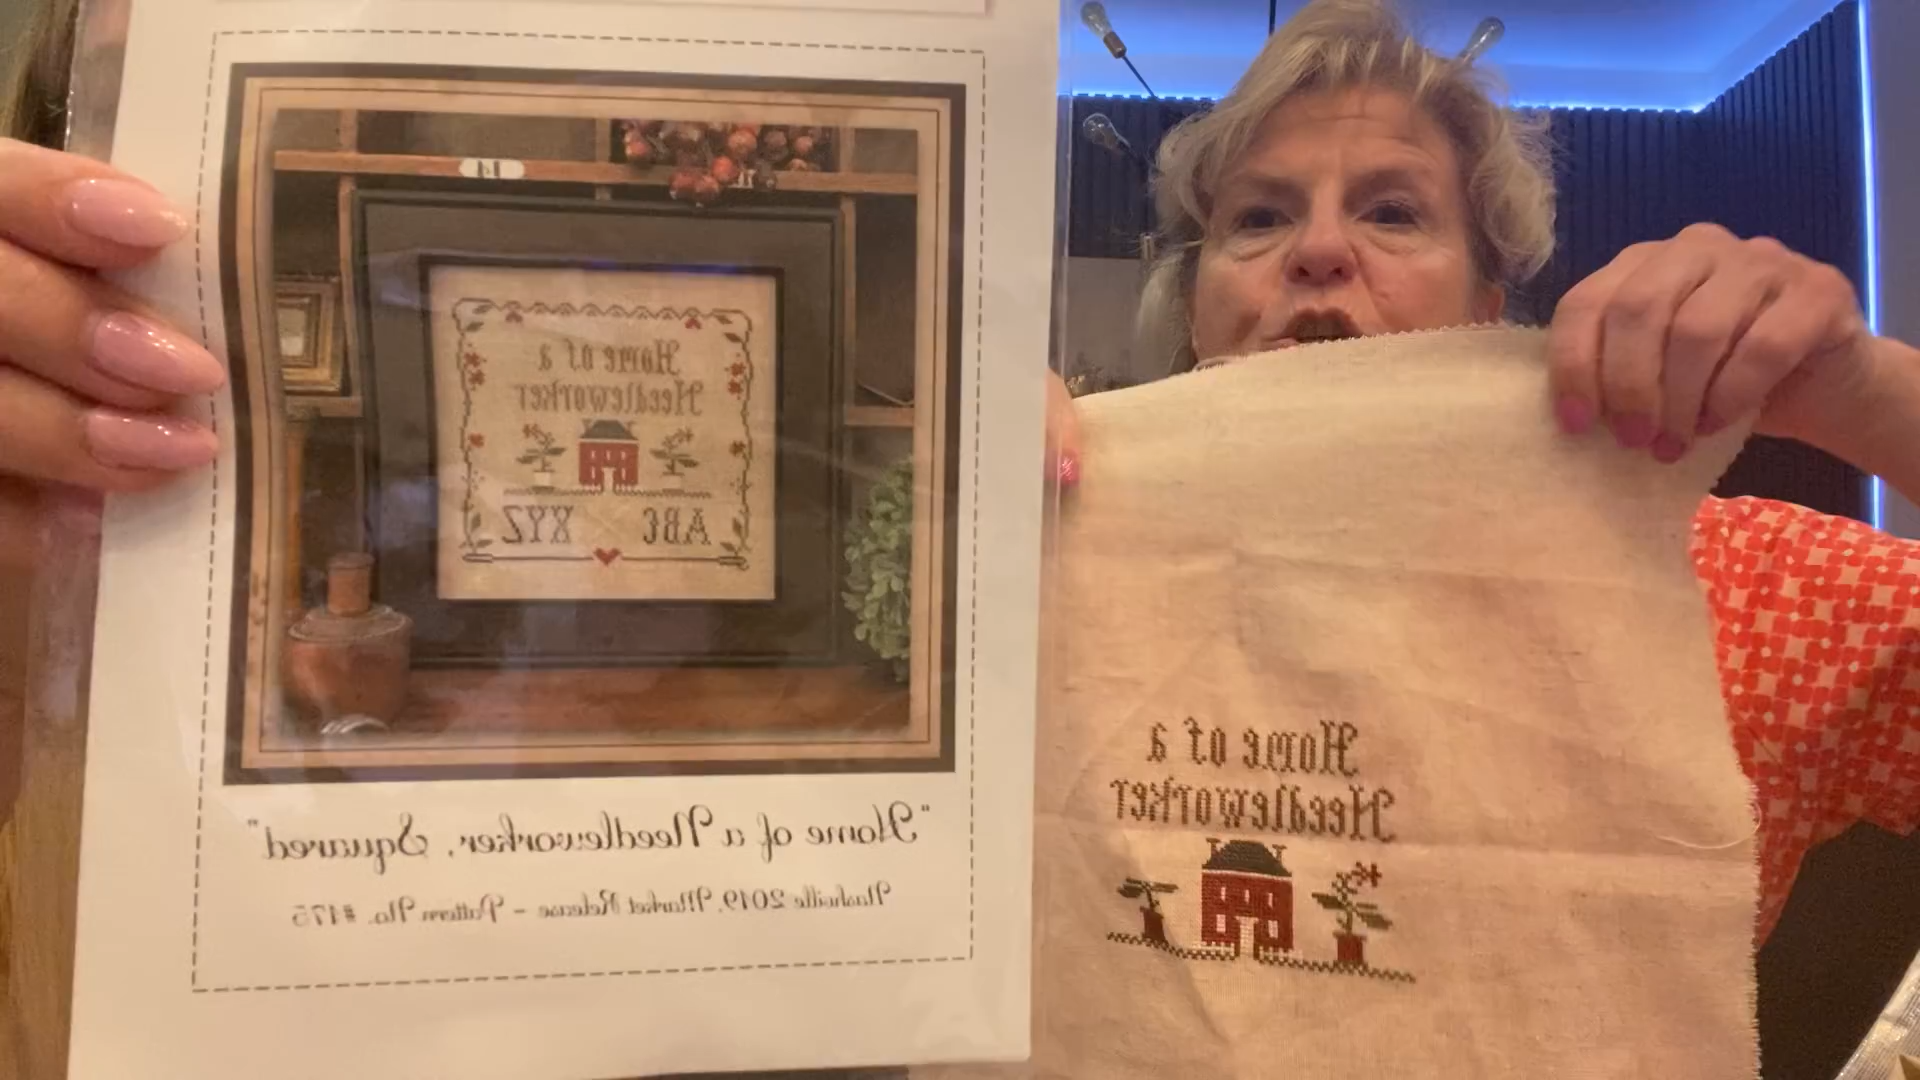 14
Home of a
Needleworker
ABC XYZ
"Home of a Needleworker, Squared"
Nashville 2019, Market Release - Pattern No. #175
Home of a
Needleworker